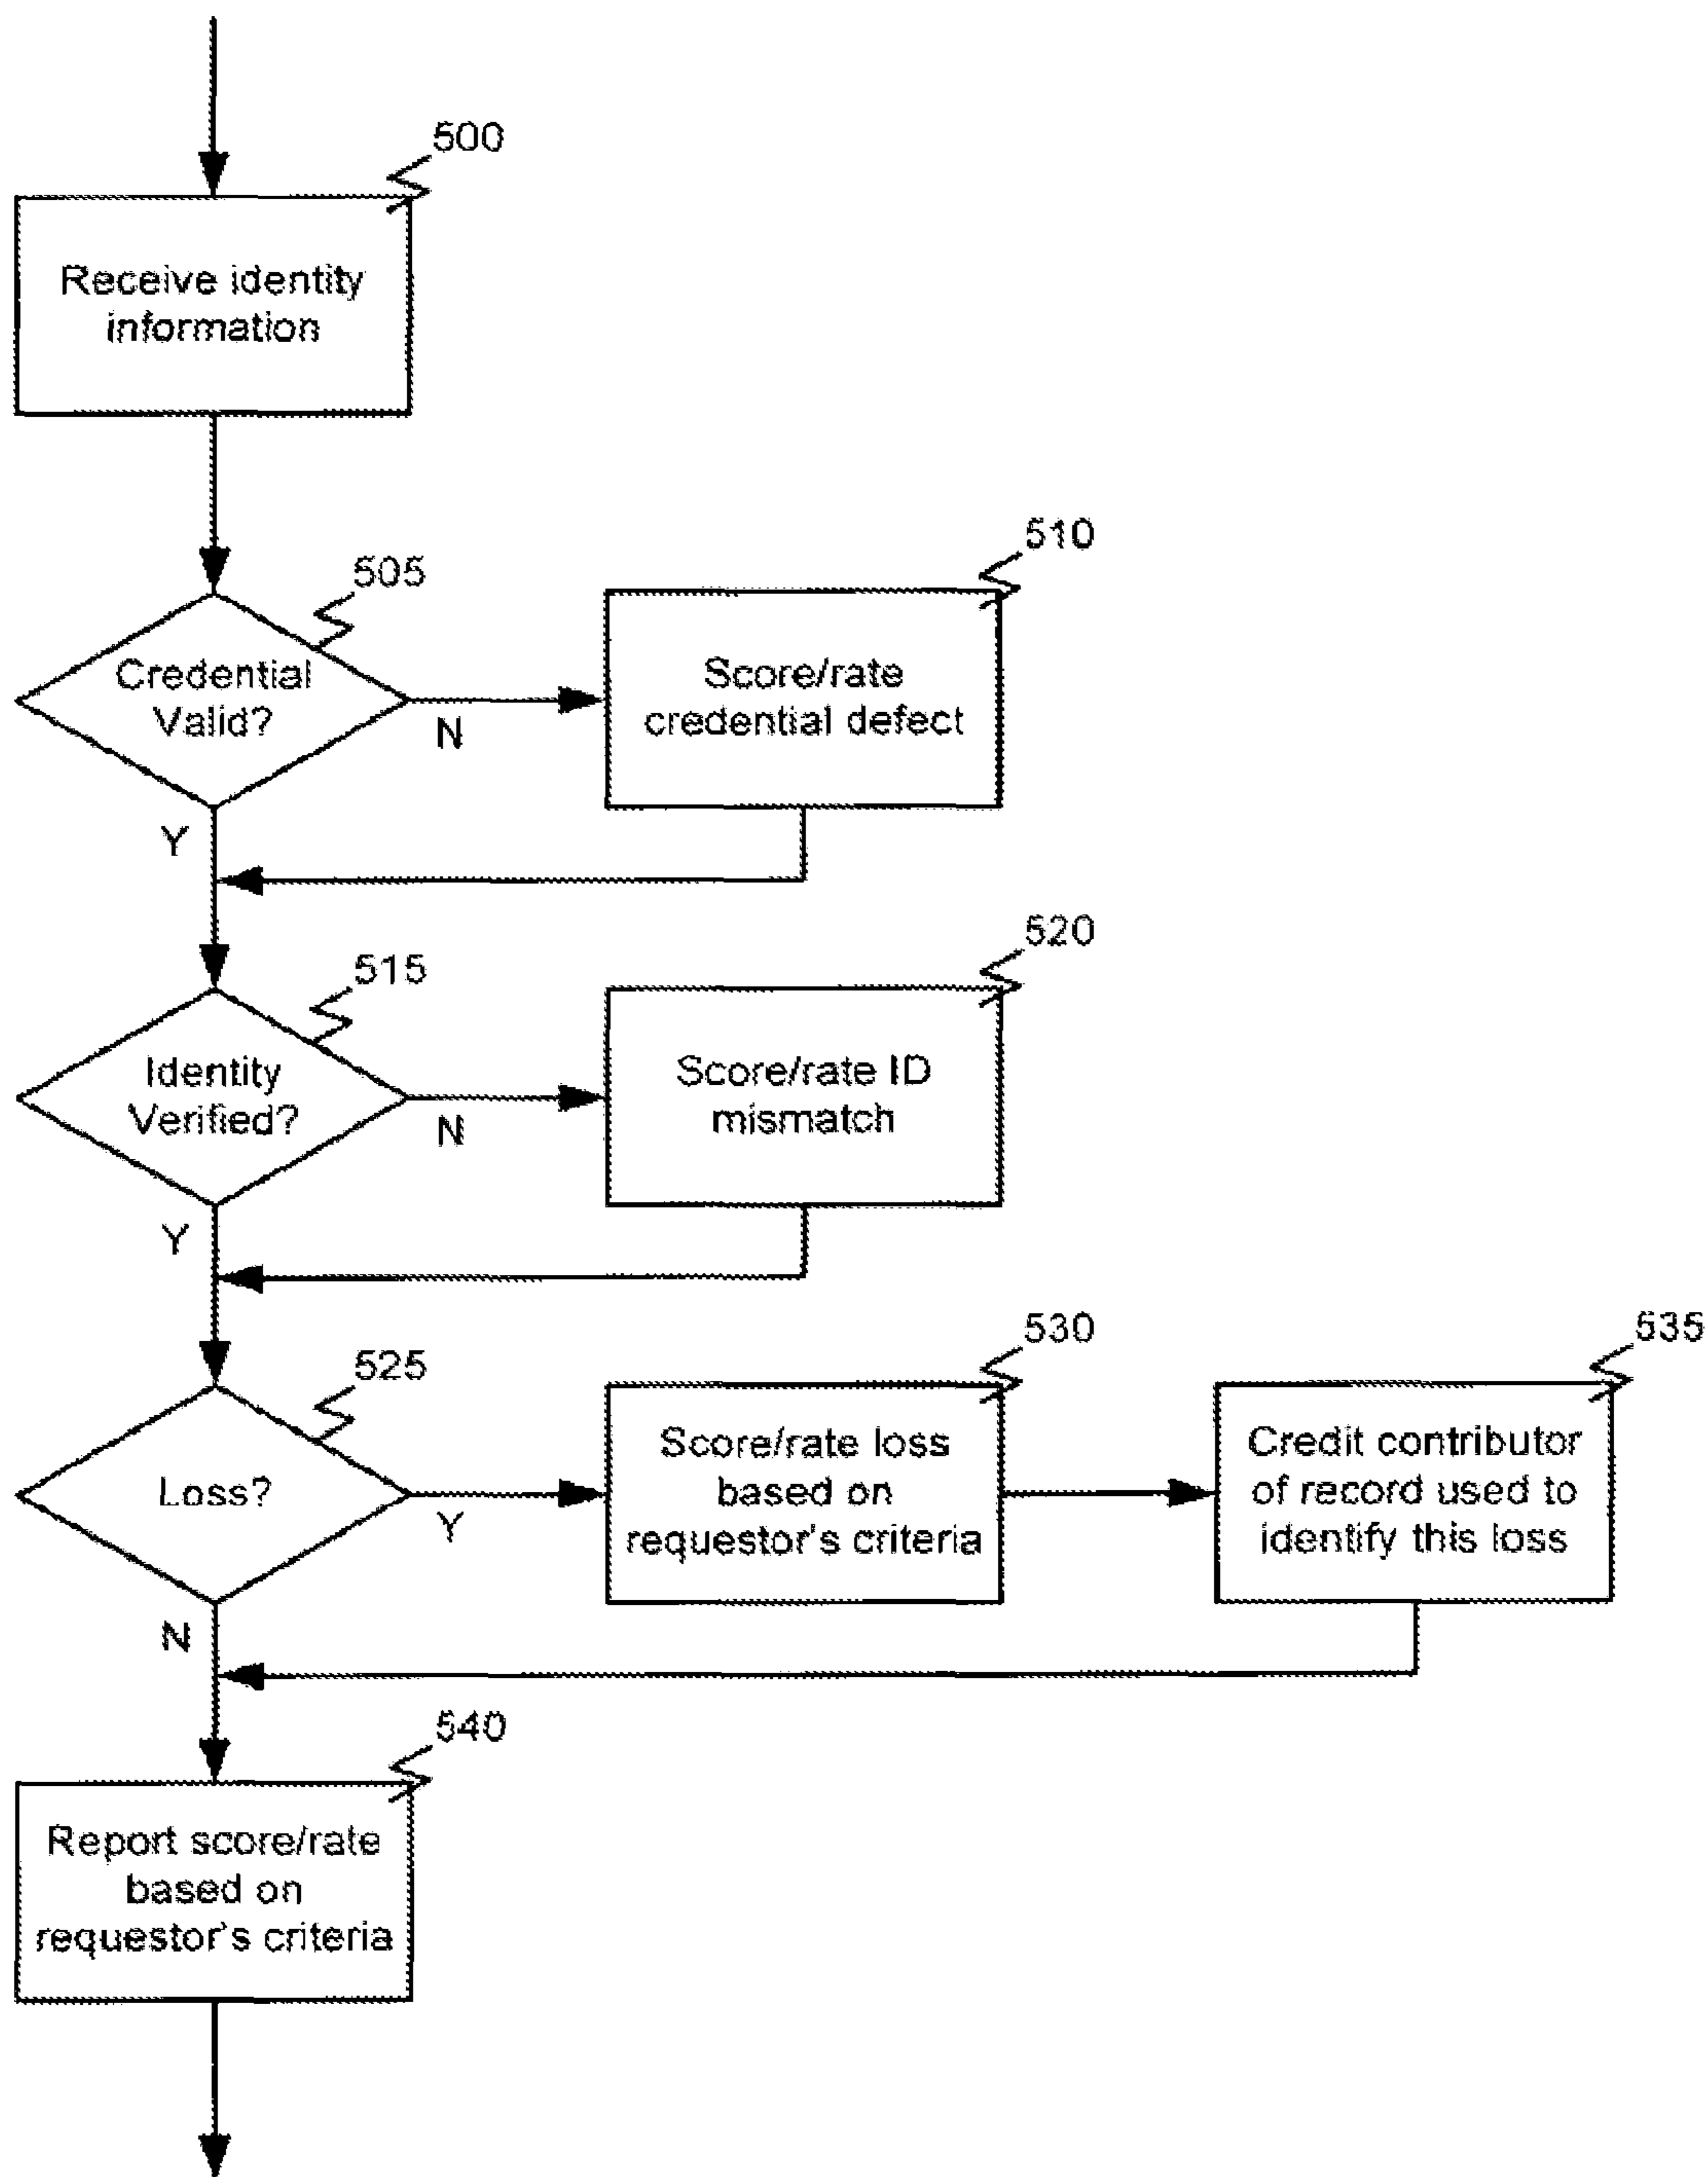 500
Receive identity
information
505
Credential
Valid?
N
Y
510
Score/rate
credential defect
515
Identity
Verified?
N
Y
520
Score/rate ID
mismatch
525
Loss?
Y
N
530
Score/rate loss
based on
requestor's criteria
535
Credit contributor
of record used to
identify this loss
540
Report score/rate
based on
requestor's criteria